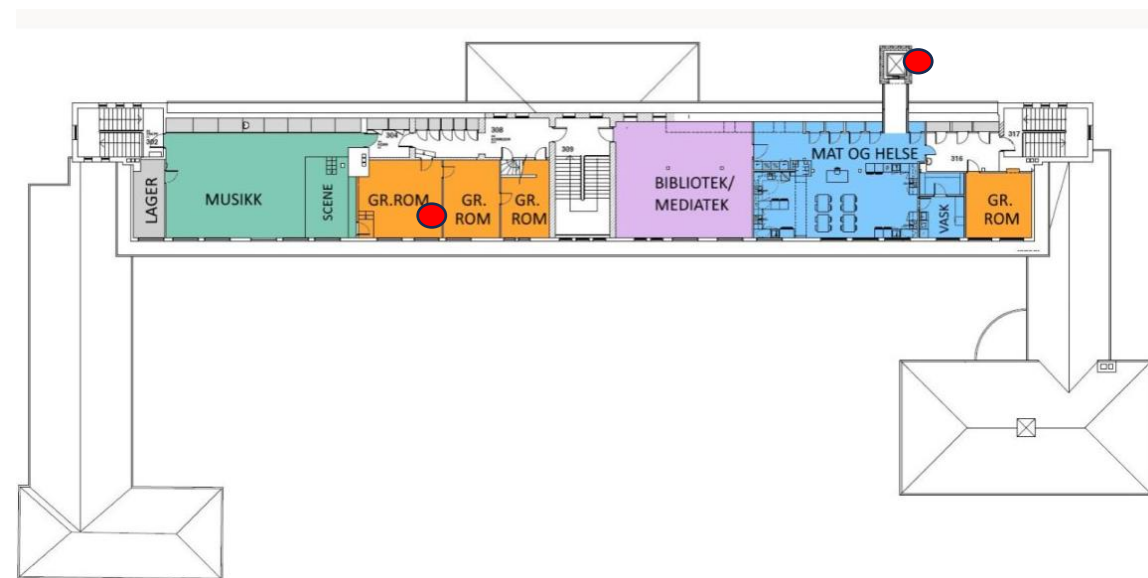 302
LAGER
MUSIKK
SCENE
304
GR.ROM
GR.
ROM
GR.
ROM
308
309
BIBLIOTEK/
MEDIATEK
MAT OG HELSE
316
317
VASK
GR.
ROM